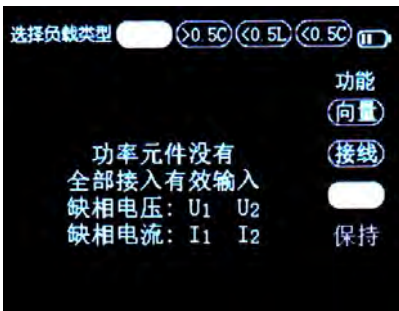 选择负载类型 (>0.5C) (<0.5L) (<0.5C)
功能
向量
功率元件没有
接线
全部接入有效输入
缺相电压: U1 U2
缺相电流: I1 I2
保持